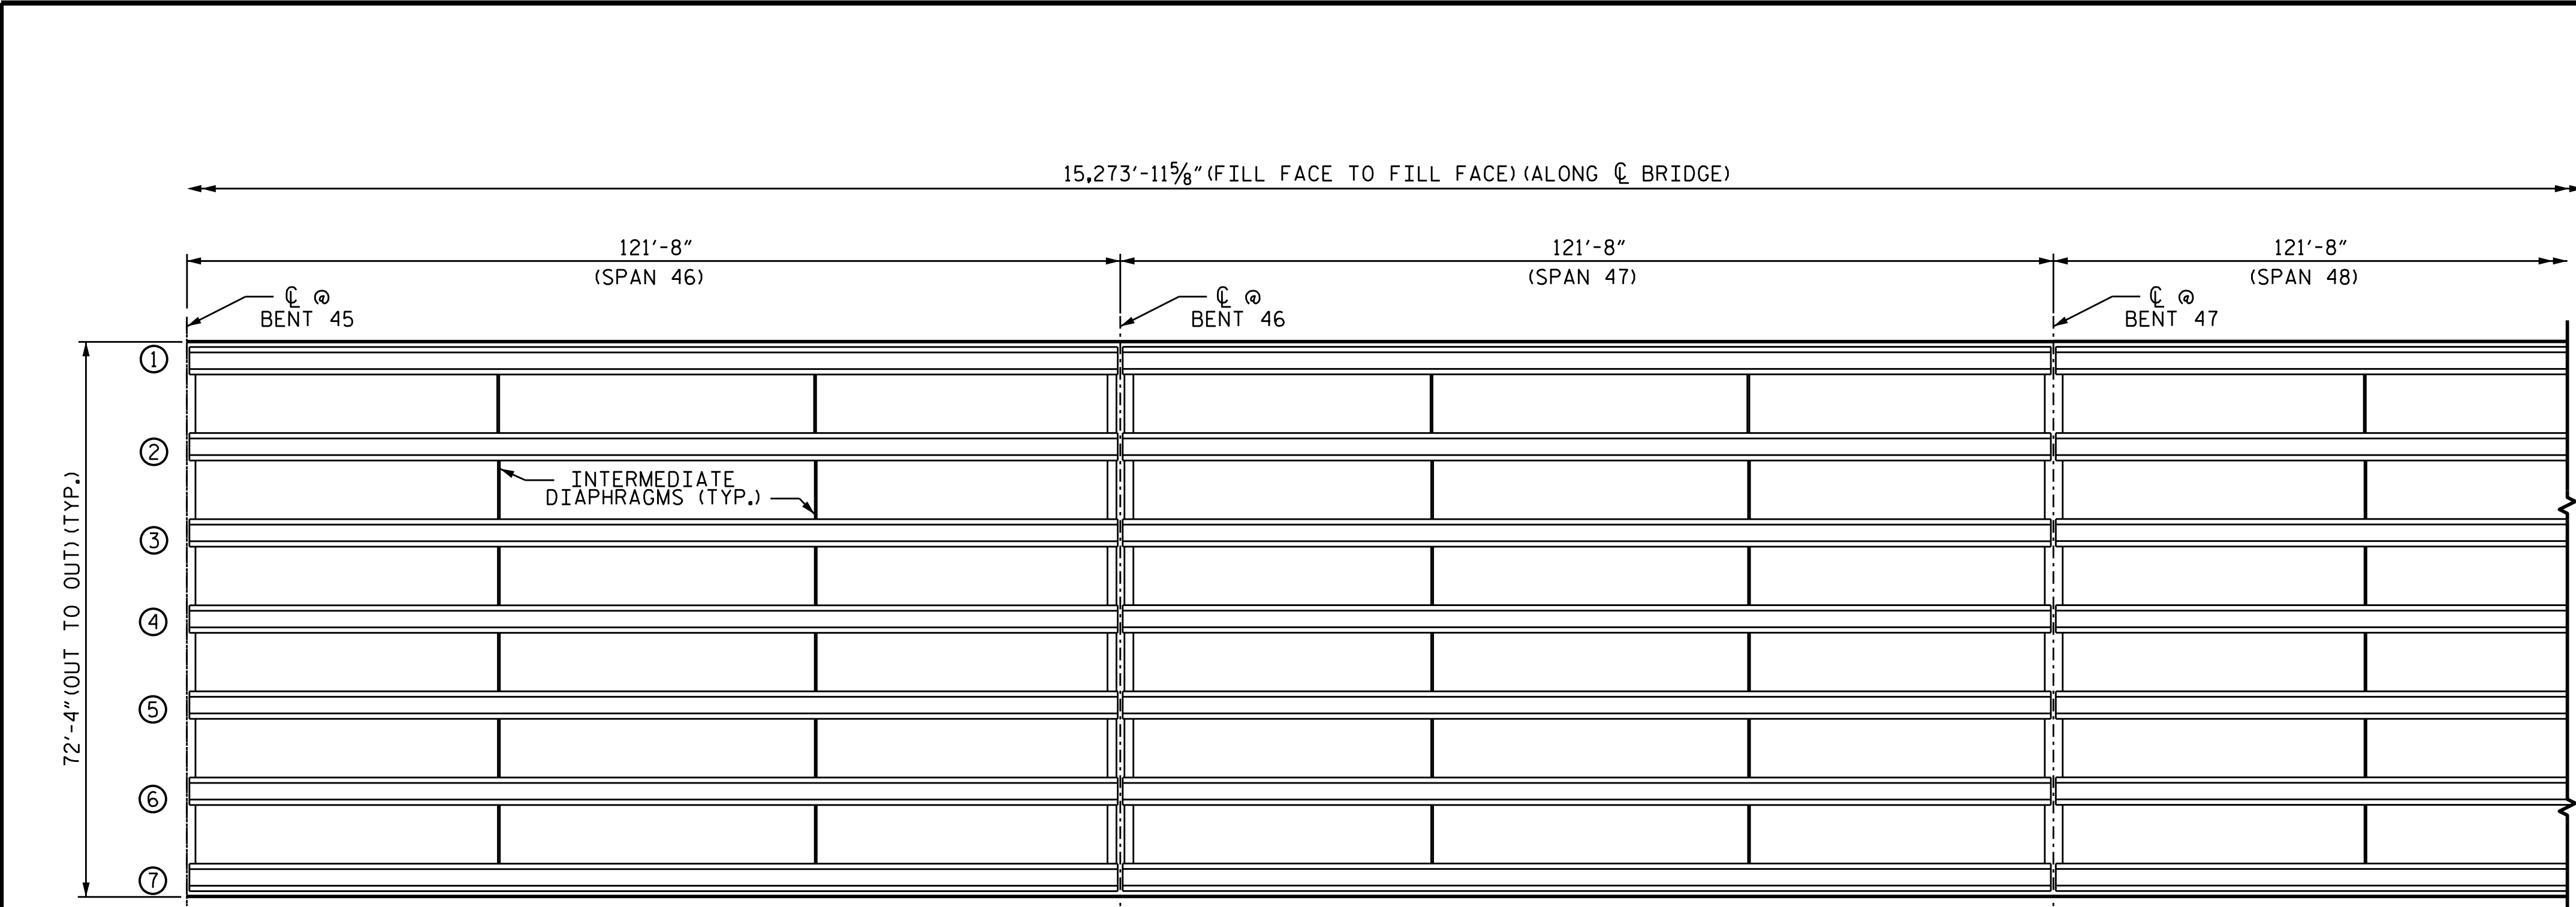 15,273'-11⅝" (FILL FACE TO FILL FACE) (ALONG ℄ BRIDGE)
121'-8"
(SPAN 46)
121'-8"
(SPAN 47)
121'-8"
(SPAN 48)
℄ @
BENT 45
℄ @
BENT 46
℄ @
BENT 47
72'-4" (OUT TO OUT) (TYP.)
1
2
INTERMEDIATE
DIAPHRAGMS (TYP.)
3
4
5
6
7